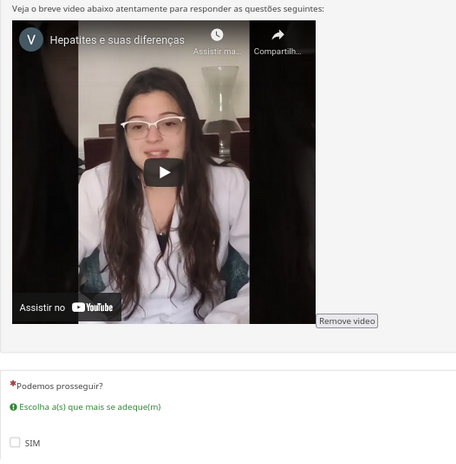 Veja o breve video abaixo atentamente para responder as questões seguintes:
V
Hepatites e suas diferenças
Assistir ma...
Compartilh...
Assistir no YouTube
Remove video
*Podemos prosseguir?
Escolha a(s) que mais se adeque(m)
SIM